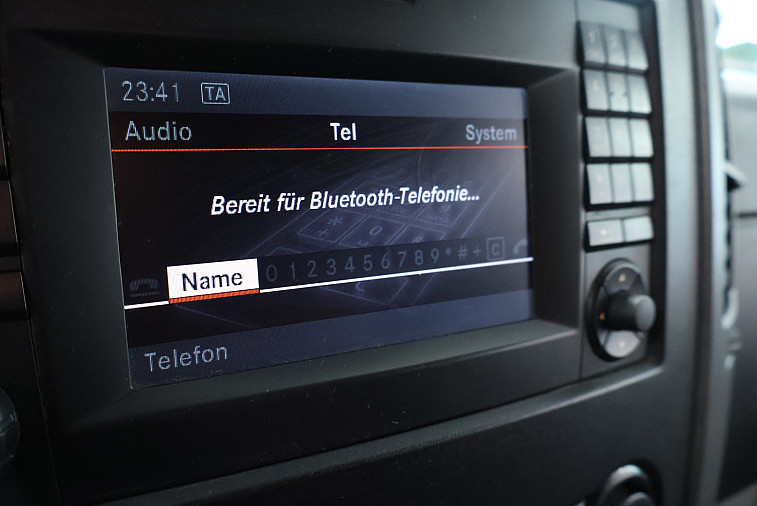 23:41 TA
Audio Tel System
Bereit für Bluetooth-Telefonie...
Name 0 1 2 3 4 5 6 7 8 9 * # + C
Telefon